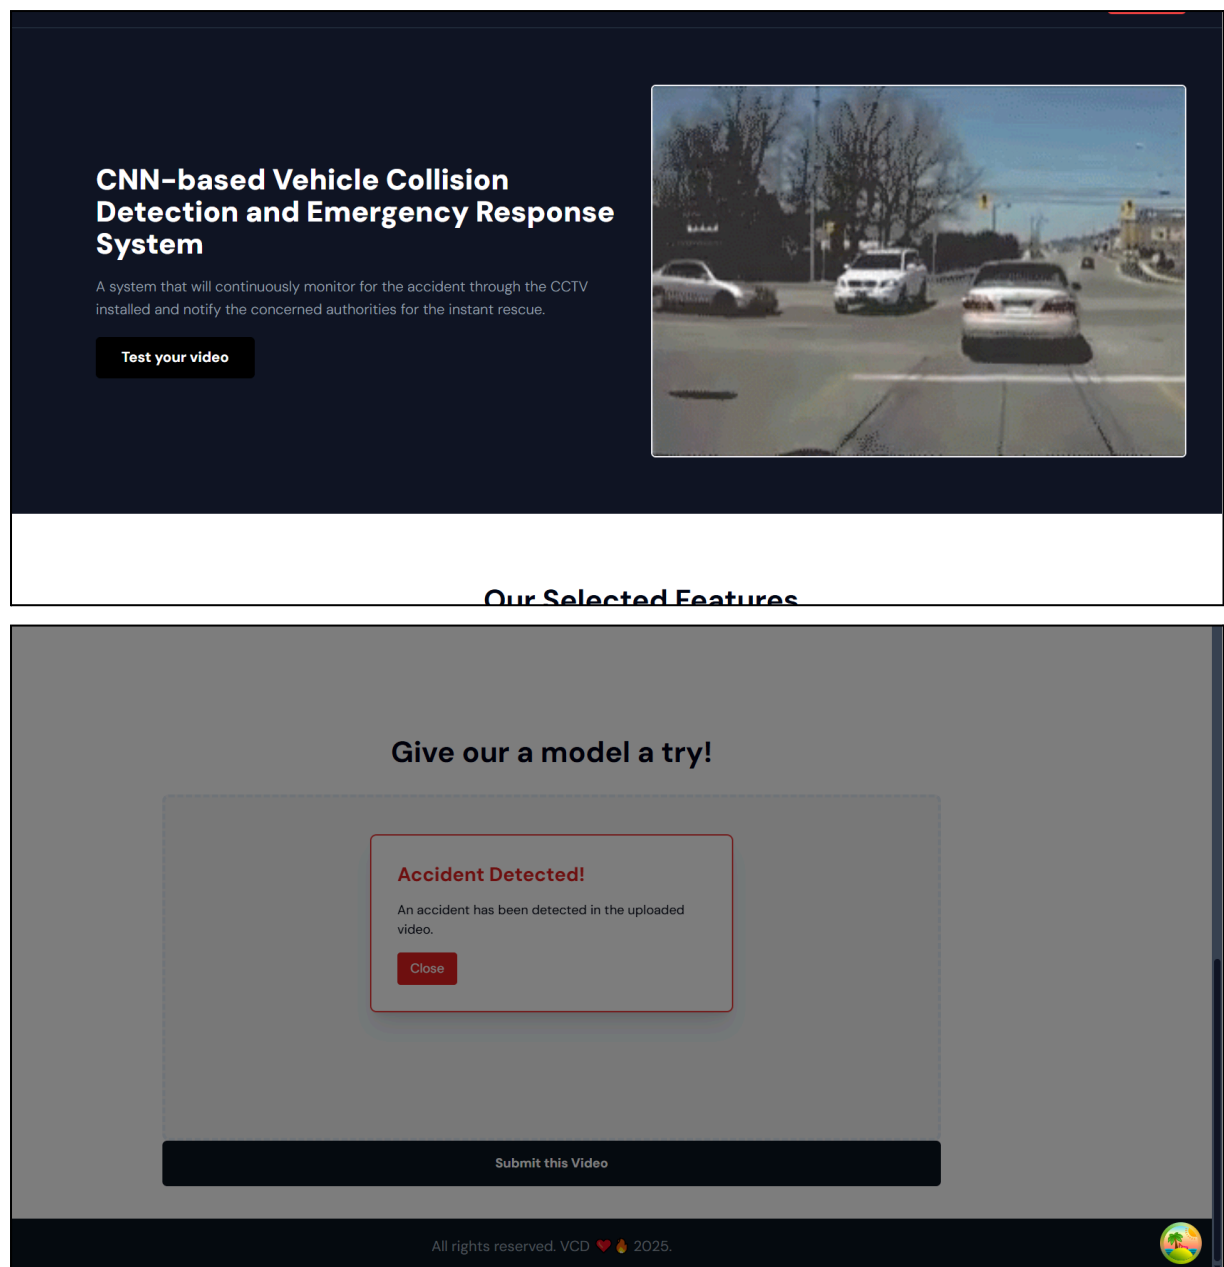 CNN-based Vehicle Collision
Detection and Emergency Response
System
A system that will continuously monitor for the accident through the CCTV
installed and notify the concerned authorities for the instant rescue.
Test your video
Our Selected Features
Give our a model a try!
Accident Detected!
An accident has been detected in the uploaded
video.
Close
Submit this Video
All rights reserved. VCD ❤️🔥 2025.